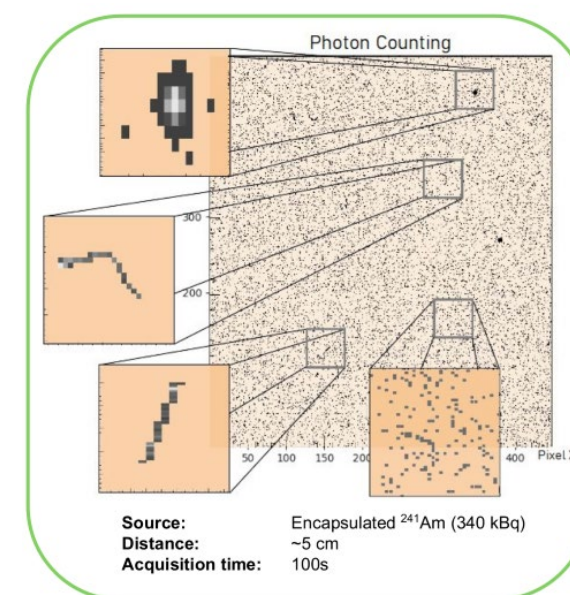 Photon Counting
300
200
50 100 150 400 Pixel
Source: Encapsulated ²⁴¹Am (340 kBq)
Distance: ~5 cm
Acquisition time: 100s